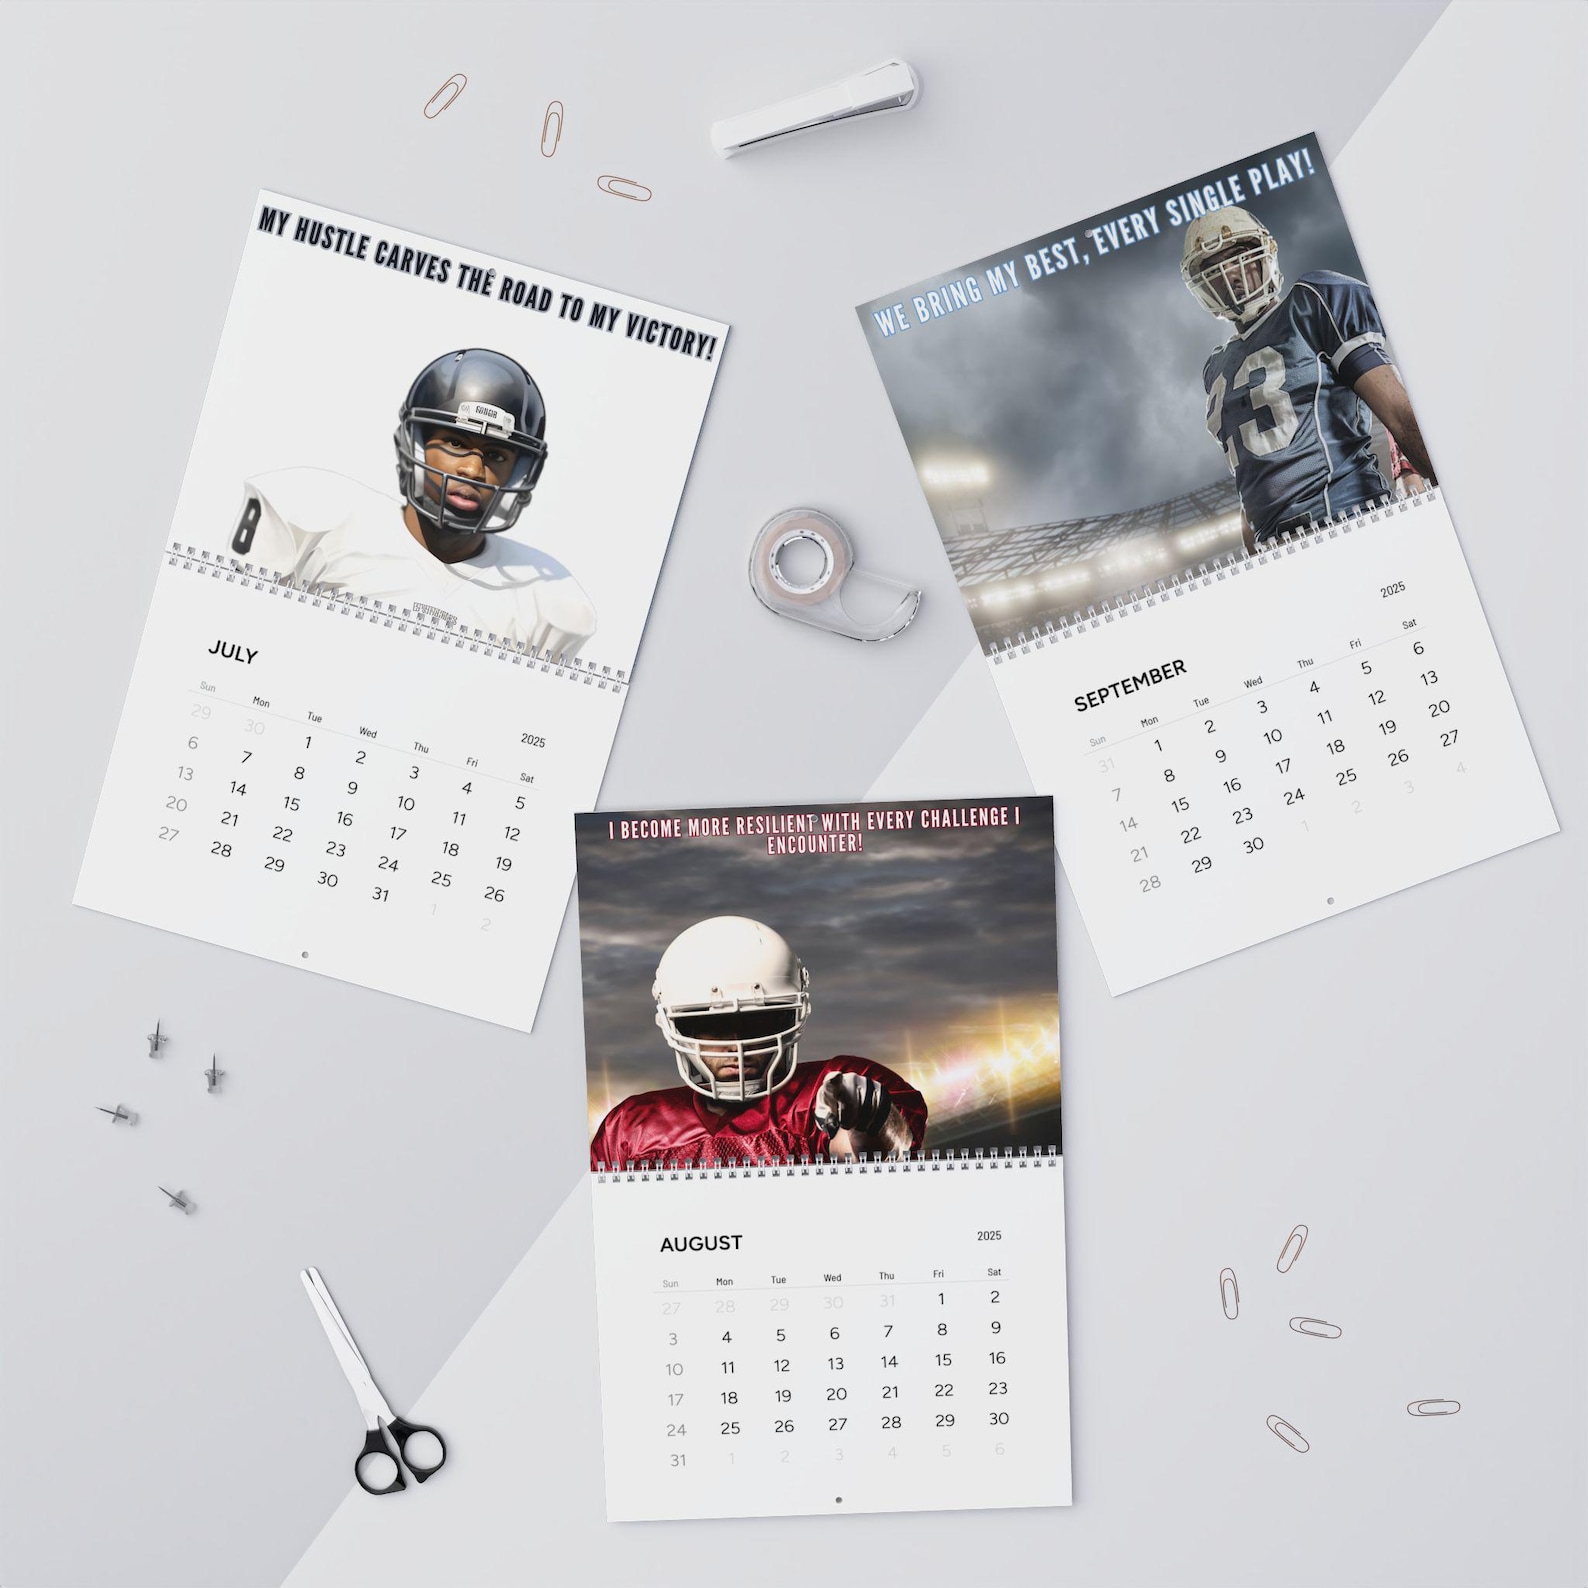 MY HUSTLE CARVES THE ROAD TO MY VICTORY!
B
JULY
2025
Sun Mon Tue Wed Thu Fri Sat
29 30 1 2 3 4 5
6 7 8 9 10 11 12
13 14 15 16 17 18 19
20 21 22 23 24 25 26
27 28 29 30 31 1 2
WE BRING MY BEST, EVERY SINGLE PLAY!
23
SEPTEMBER
2025
Sun Mon Tue Wed Thu Fri Sat
31 1 2 3 4 5 6
7 8 9 10 11 12 13
14 15 16 17 18 19 20
21 22 23 24 25 26 27
28 29 30 1 2 3 4
I BECOME MORE RESILIENT WITH EVERY CHALLENGE I
ENCOUNTER!
AUGUST
2025
Sun Mon Tue Wed Thu Fri Sat
27 28 29 30 31 1 2
3 4 5 6 7 8 9
10 11 12 13 14 15 16
17 18 19 20 21 22 23
24 25 26 27 28 29 30
31 1 2 3 4 5 6